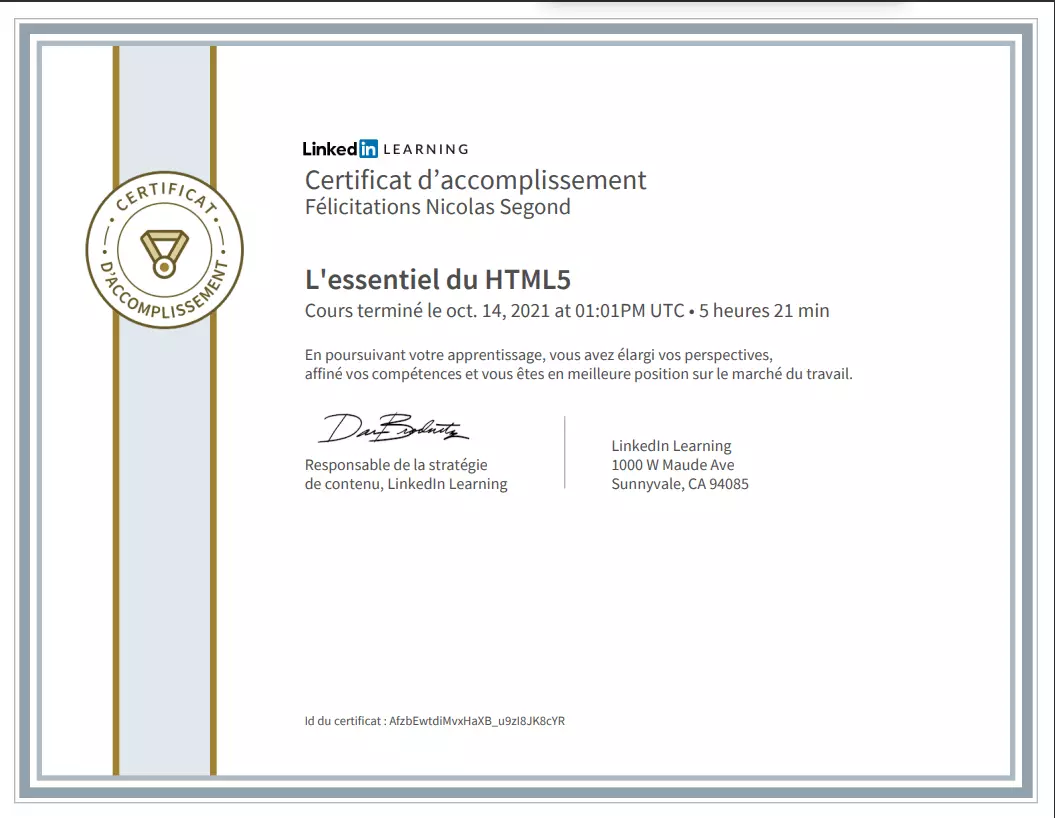 LinkedIn LEARNING
Certificat d’accomplissement
Félicitations Nicolas Segond
CERTIFICAT
D'ACCOMPLISSEMENT
L'essentiel du HTML5
Cours terminé le oct. 14, 2021 at 01:01PM UTC • 5 heures 21 min
En poursuivant votre apprentissage, vous avez élargi vos perspectives,
affiné vos compétences et vous êtes en meilleure position sur le marché du travail.
Responsable de la stratégie
de contenu, LinkedIn Learning
LinkedIn Learning
1000 W Maude Ave
Sunnyvale, CA 94085
Id du certificat : AfzbEwtdiMvxHaXB_u9zI8JK8cYR